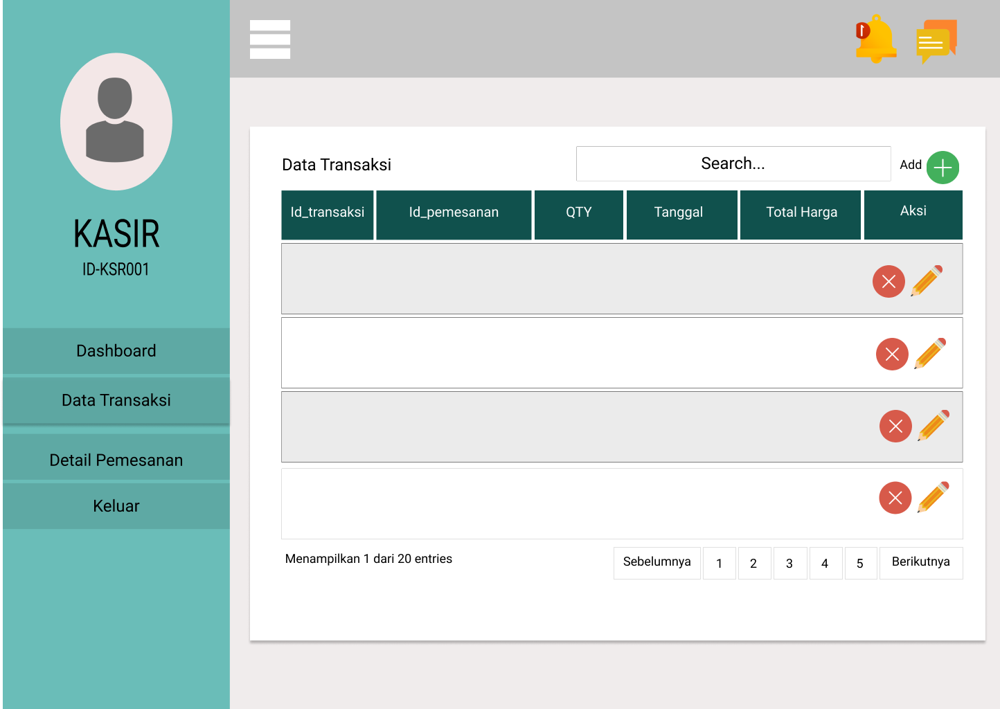 1
KASIR
ID-KSR001
Dashboard
Data Transaksi
Detail Pemesanan
Keluar
Data Transaksi
Search...
Add
Id_transaksi
Id_pemesanan
QTY
Tanggal
Total Harga
Aksi
Menampilkan 1 dari 20 entries
Sebelumnya
1
2
3
4
5
Berikutnya